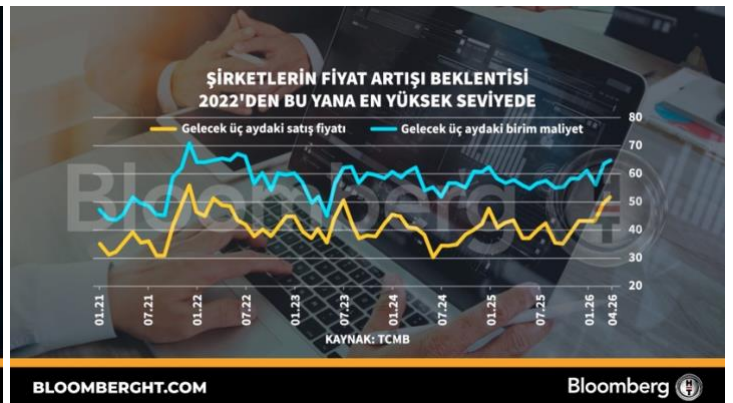 ŞİRKETLERİN FİYAT ARTIŞI BEKLENTİSİ
2022'DEN BU YANA EN YÜKSEK SEVİYEDE
Gelecek üç aydaki satış fiyatı
Gelecek üç aydaki birim maliyet
80
70
60
50
40
30
20
01.21
07.21
01.22
07.22
01.23
07.23
01.24
07.24
01.25
07.25
01.26
04.26
KAYNAK: TCMB
Bloomberg HT
BLOOMBERGHT.COM
Bloomberg HT